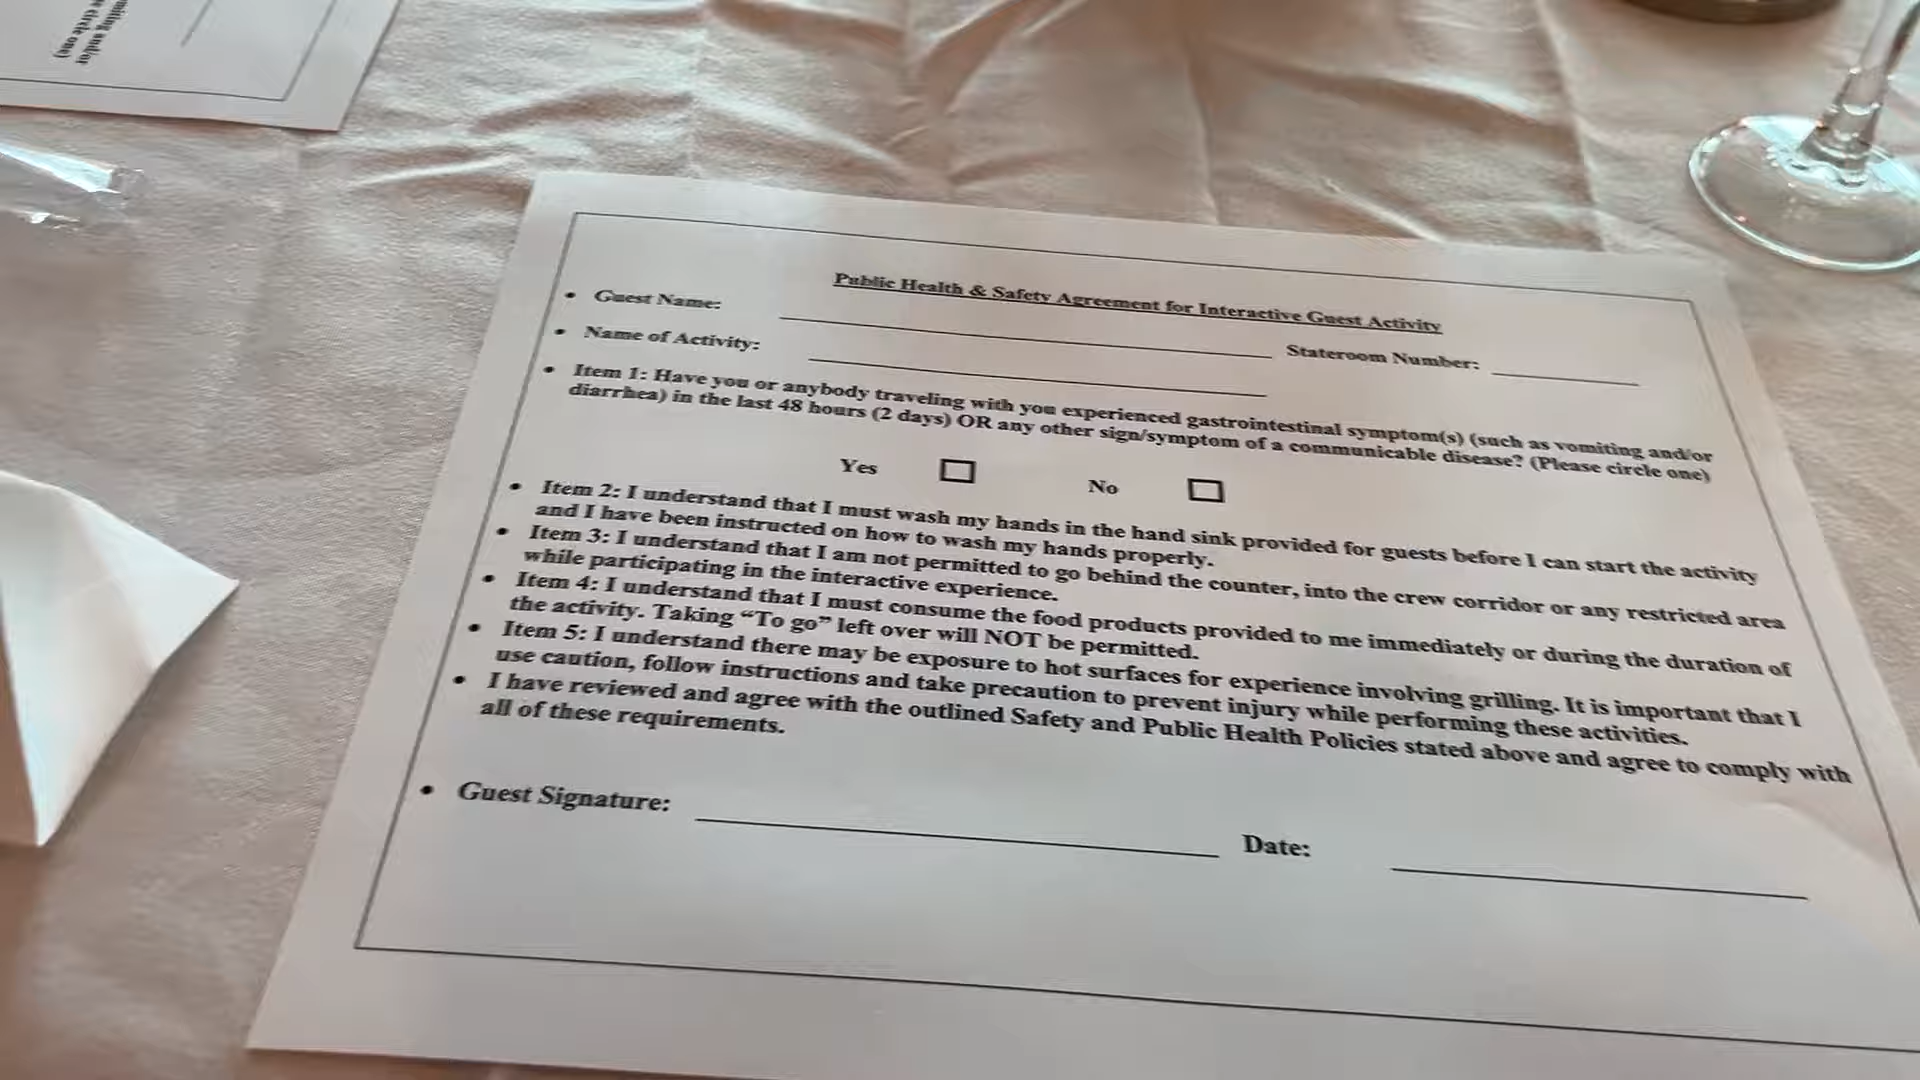 miting and/or
e circle one)
Public Health & Safety Agreement for Interactive Guest Activity
• Guest Name:
Stateroom Number:
• Name of Activity:
• Item 1: Have you or anybody traveling with you experienced gastrointestinal symptom(s) (such as vomiting and/or
diarrhea) in the last 48 hours (2 days) OR any other sign/symptom of a communicable disease? (Please circle one)
Yes No
• Item 2: I understand that I must wash my hands in the hand sink provided for guests before I can start the activity
and I have been instructed on how to wash my hands properly.
• Item 3: I understand that I am not permitted to go behind the counter, into the crew corridor or any restricted area
while participating in the interactive experience.
• Item 4: I understand that I must consume the food products provided to me immediately or during the duration of
the activity. Taking “To go” left over will NOT be permitted.
• Item 5: I understand there may be exposure to hot surfaces for experience involving grilling. It is important that I
use caution, follow instructions and take precaution to prevent injury while performing these activities.
• I have reviewed and agree with the outlined Safety and Public Health Policies stated above and agree to comply with
all of these requirements.
• Guest Signature:
Date: